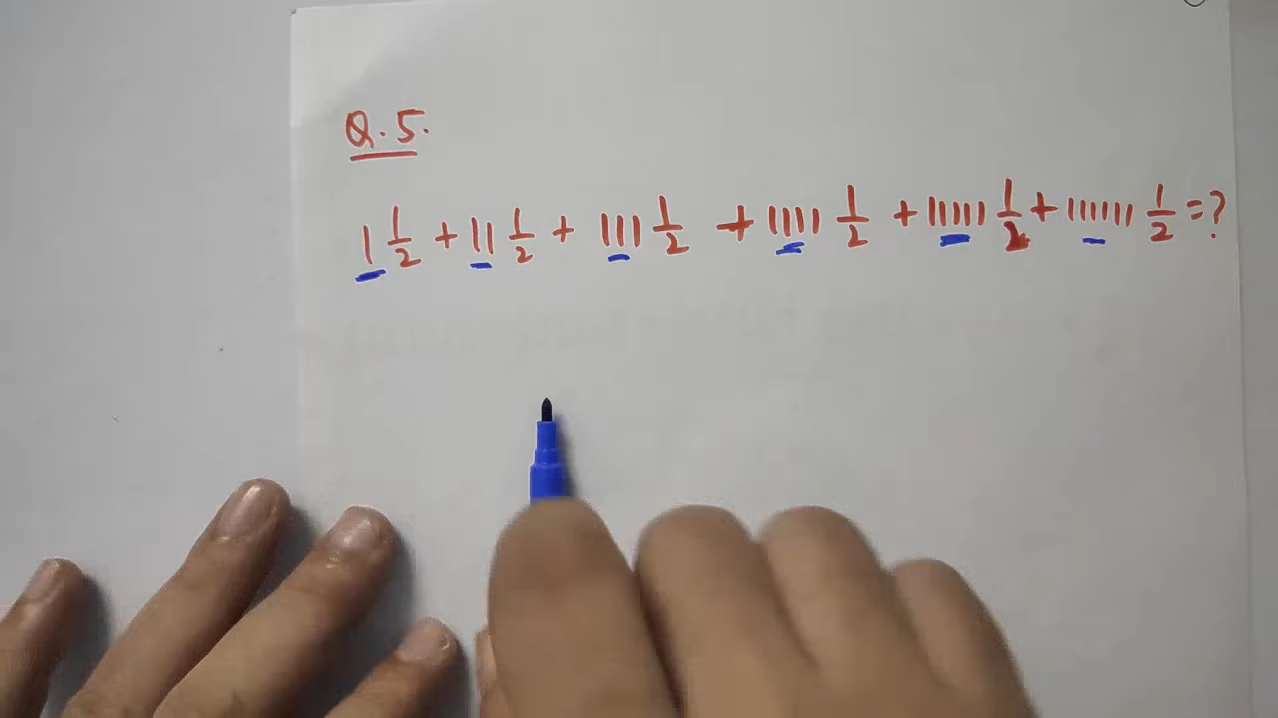 Q.5.
1 1/2 + 11 1/2 + 111 1/2 + 1111 1/2 + 11111 1/2 + 111111 1/2 = ?